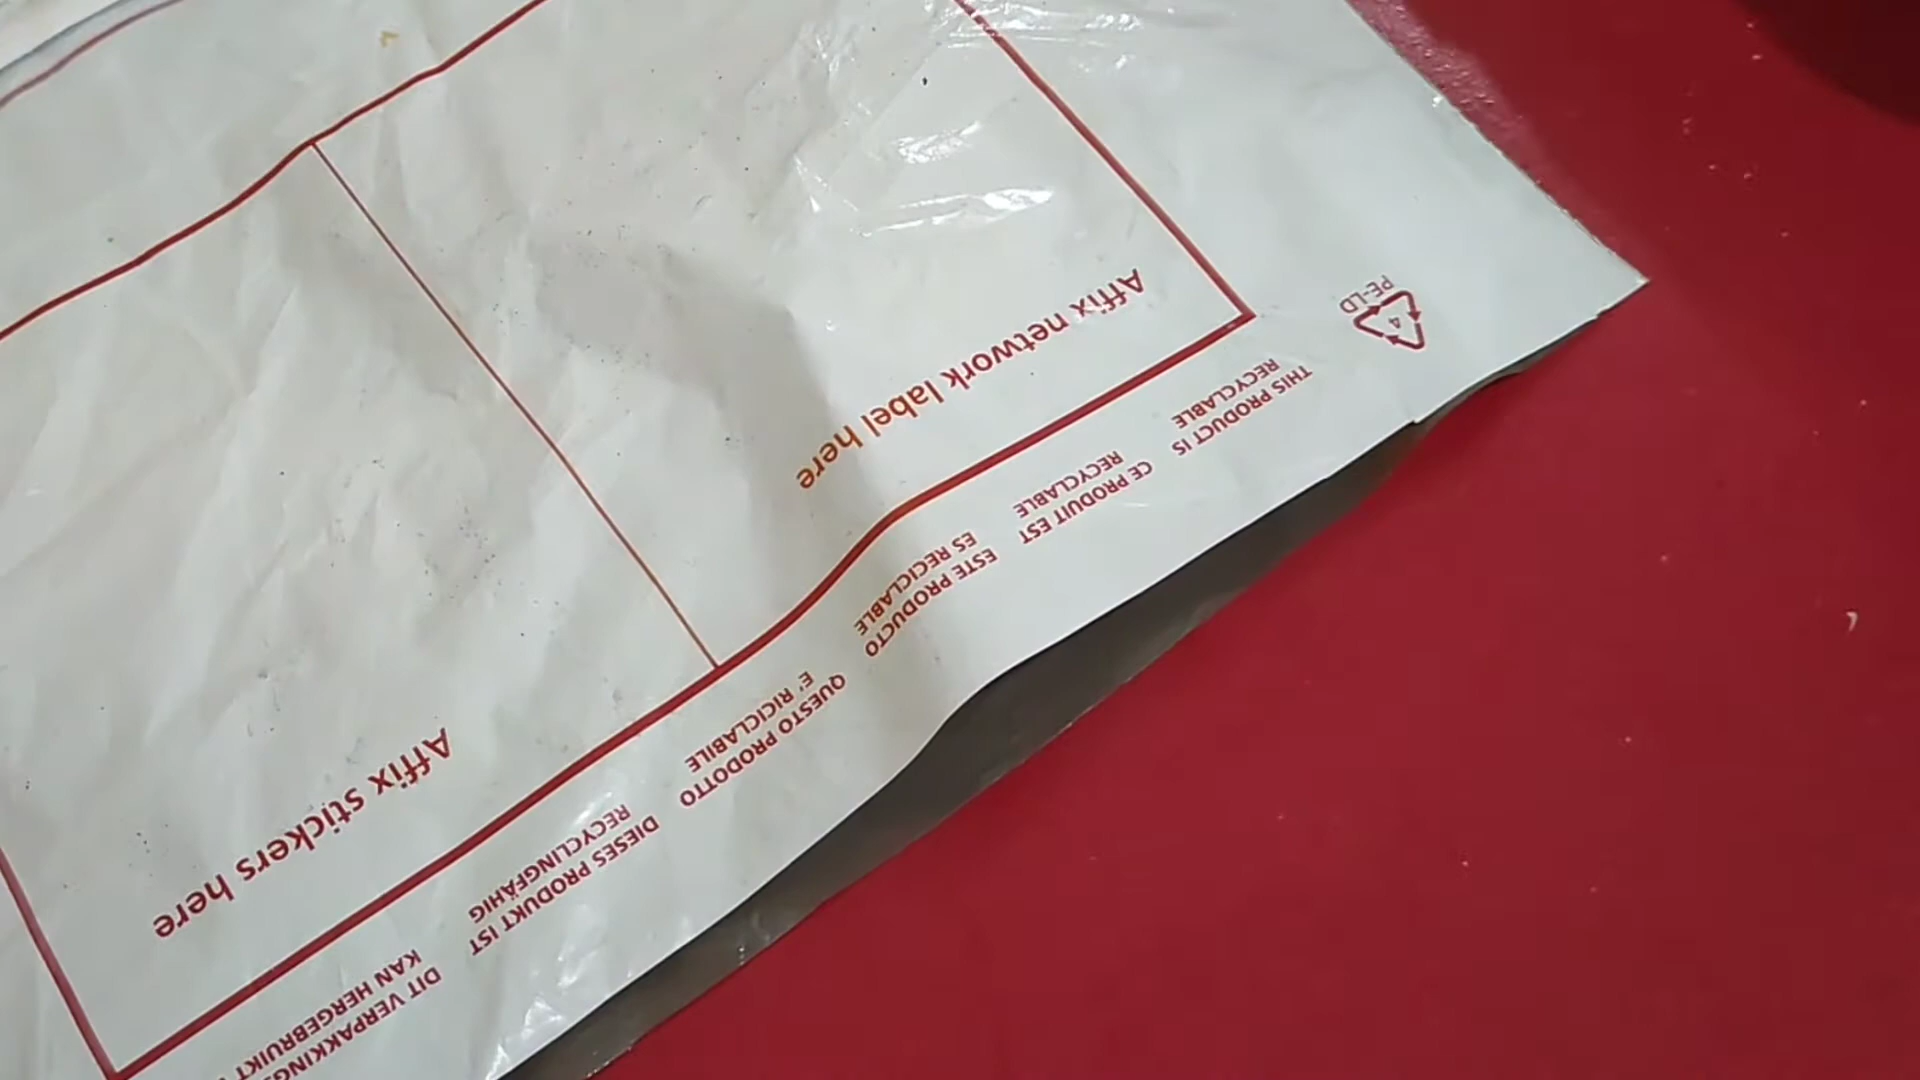 Affix stickers here
Affix network label here
PE-LD
4
THIS PRODUCT IS
RECYCLABLE
CE PRODUIT EST
RECYCLABLE
ESTE PRODUCTO
ES RECICLABLE
QUESTO PRODOTTO
E' RICICLABILE
DIESES PRODUKT IST
RECYCLINGFÄHIG
DIT VERPAKKINGS
KAN HERGEBRUIKT